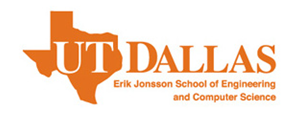 UT DALLAS
Erik Jonsson School of Engineering
and Computer Science